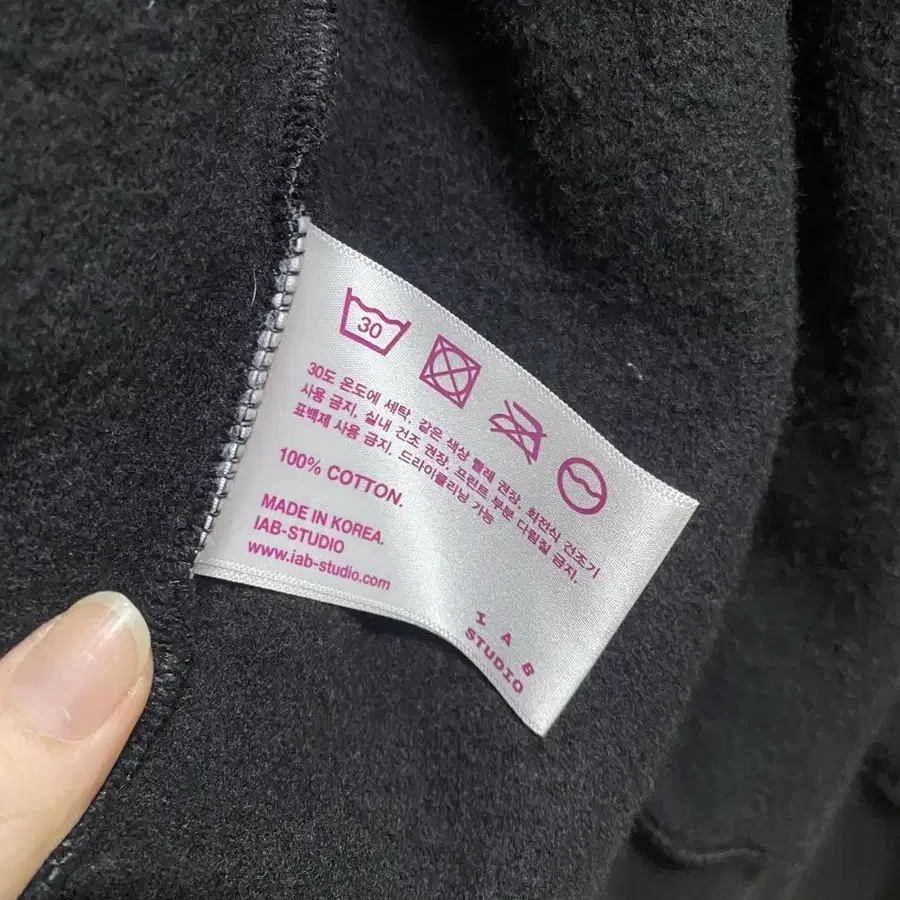 30
30도 온도에 세탁, 같은 색상 빨래 권장, 회전식 건조기
사용 금지, 실내 건조 권장, 프린트 부분 다림질 금지,
표백제 사용 금지, 드라이클리닝 가능
100% COTTON.
MADE IN KOREA.
IAB-STUDIO
www.iab-studio.com
I A B
STUDIO